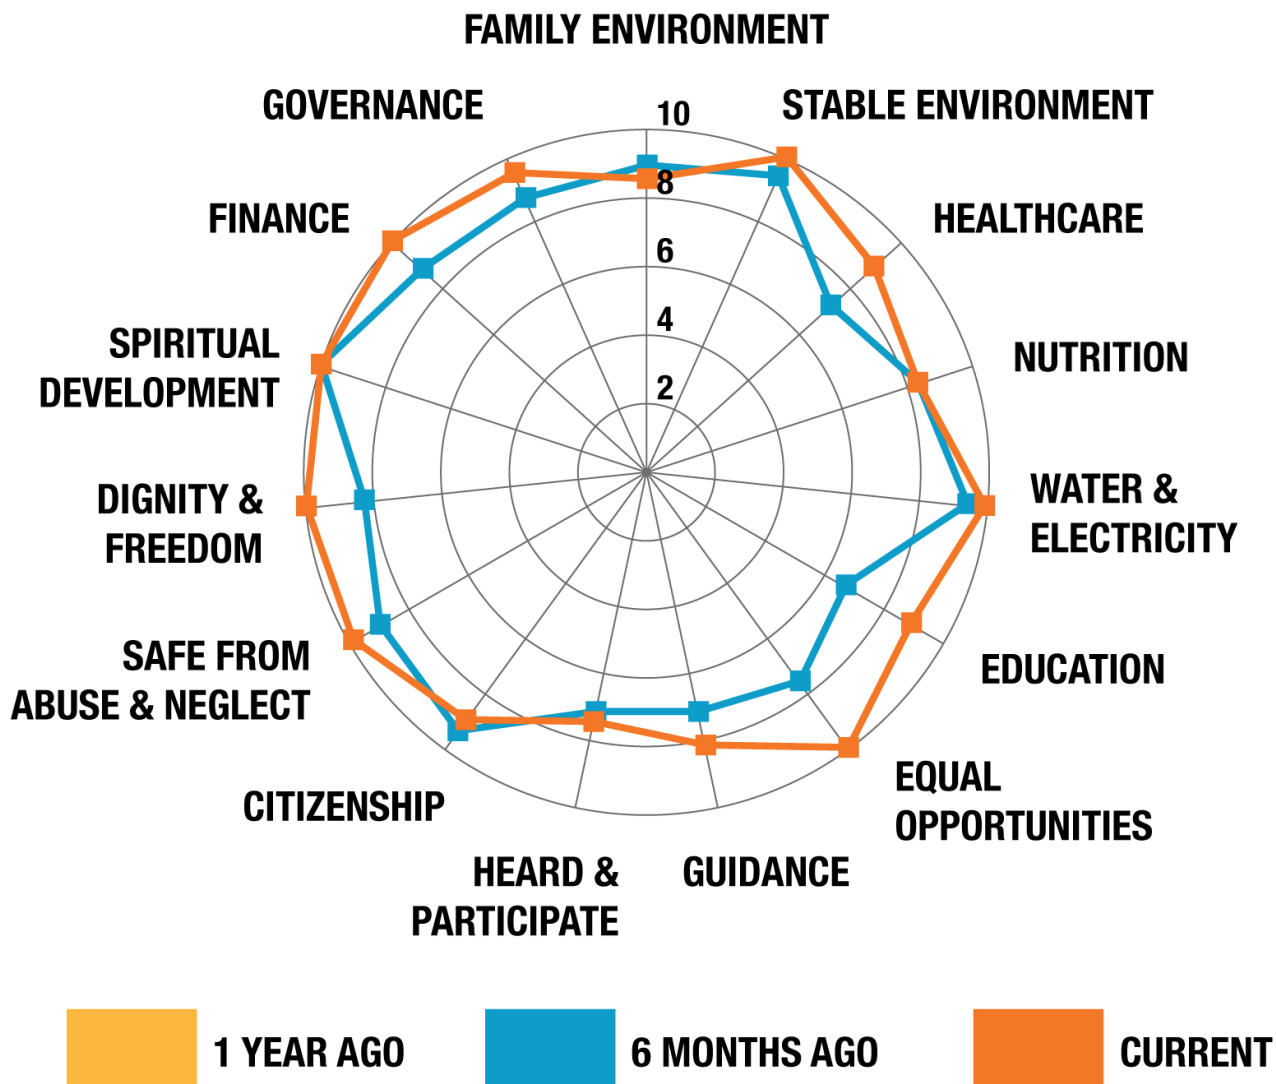 FAMILY ENVIRONMENT
GOVERNANCE
10
STABLE ENVIRONMENT
8
FINANCE
HEALTHCARE
6
4
SPIRITUAL
DEVELOPMENT
NUTRITION
2
DIGNITY &
FREEDOM
WATER &
ELECTRICITY
SAFE FROM
ABUSE & NEGLECT
EDUCATION
CITIZENSHIP
EQUAL
OPPORTUNITIES
HEARD &
PARTICIPATE
GUIDANCE
1 YEAR AGO
6 MONTHS AGO
CURRENT